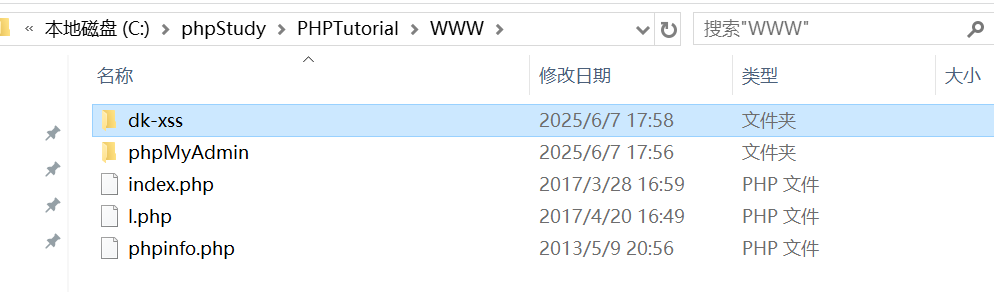 « 本地磁盘 (C:) > phpStudy > PHPTutorial > WWW > 搜索"WWW"
名称 修改日期 类型 大小
dk-xss 2025/6/7 17:58 文件夹
phpMyAdmin 2025/6/7 17:56 文件夹
index.php 2017/3/28 16:59 PHP 文件
l.php 2017/4/20 16:49 PHP 文件
phpinfo.php 2013/5/9 20:56 PHP 文件